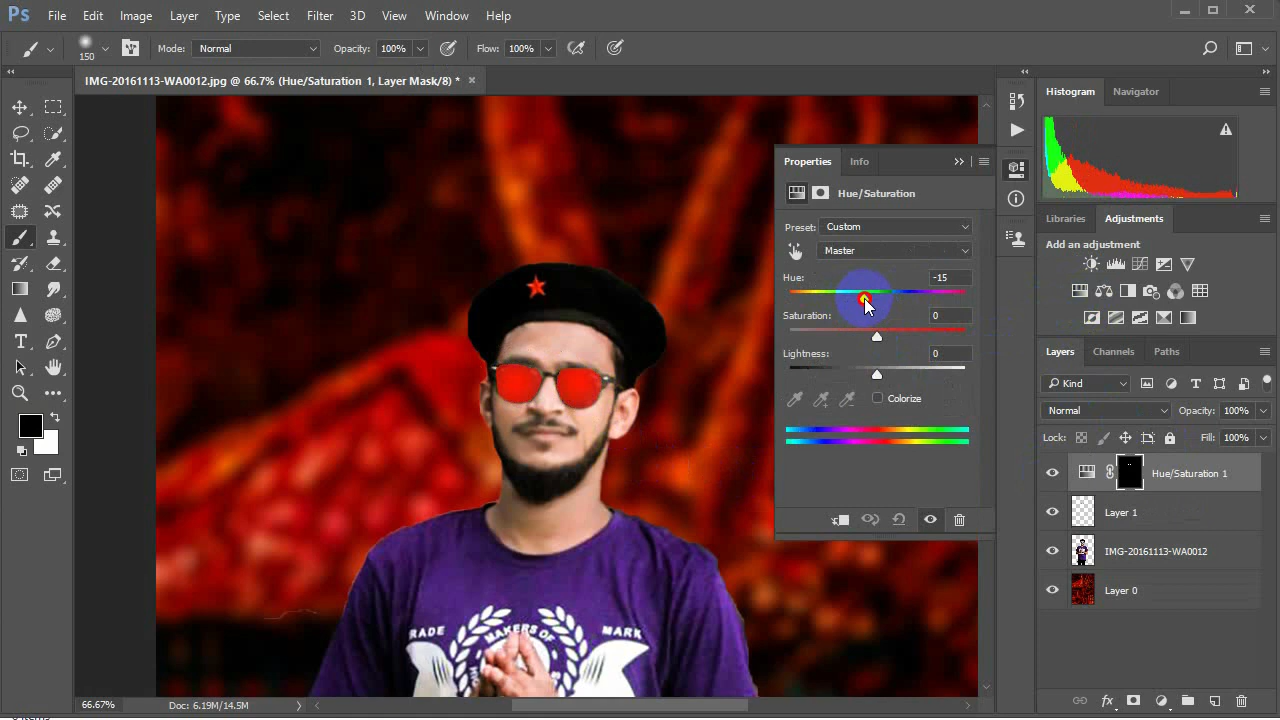 Ps File Edit Image Layer Type Select Filter 3D View Window Help
150 Mode: Normal Opacity: 100% Flow: 100%
IMG-20161113-WA0012.jpg @ 66.7% (Hue/Saturation 1, Layer Mask/8) * ×
Histogram Navigator
Properties Info
Hue/Saturation
Preset: Custom
Master
Hue: -15
Saturation: 0
Lightness: 0
Colorize
Libraries Adjustments
Add an adjustment
Layers Channels Paths
Kind
Normal Opacity: 100%
Lock: Fill: 100%
Hue/Saturation 1
Layer 1
IMG-20161113-WA0012
Layer 0
RADE MAKERS OF MARK
66.67% Doc: 6.19M/14.5M